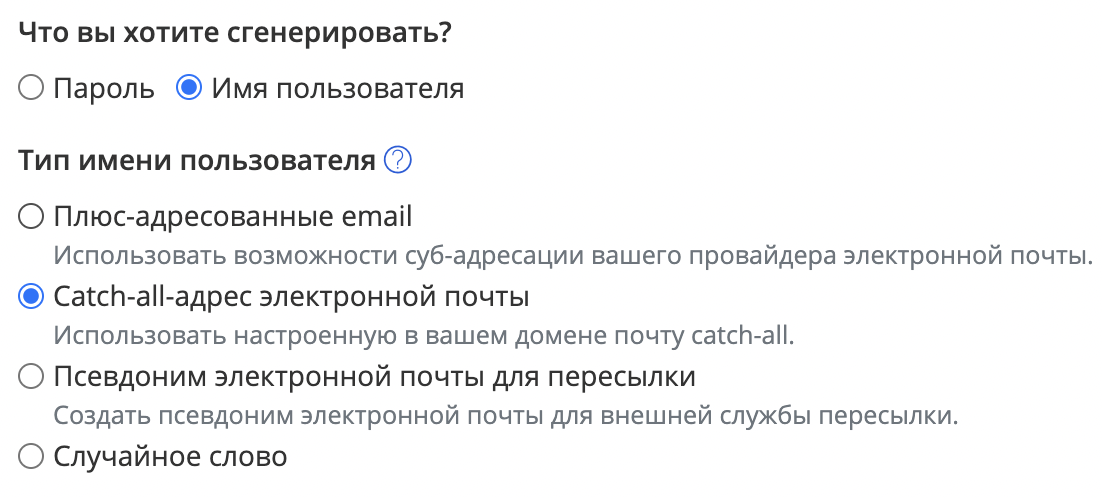 Что вы хотите сгенерировать?
Пароль Имя пользователя
Тип имени пользователя
Плюс-адресованные email
Использовать возможности суб-адресации вашего провайдера электронной почты.
Catch-all-адрес электронной почты
Использовать настроенную в вашем домене почту catch-all.
Псевдоним электронной почты для пересылки
Создать псевдоним электронной почты для внешней службы пересылки.
Случайное слово